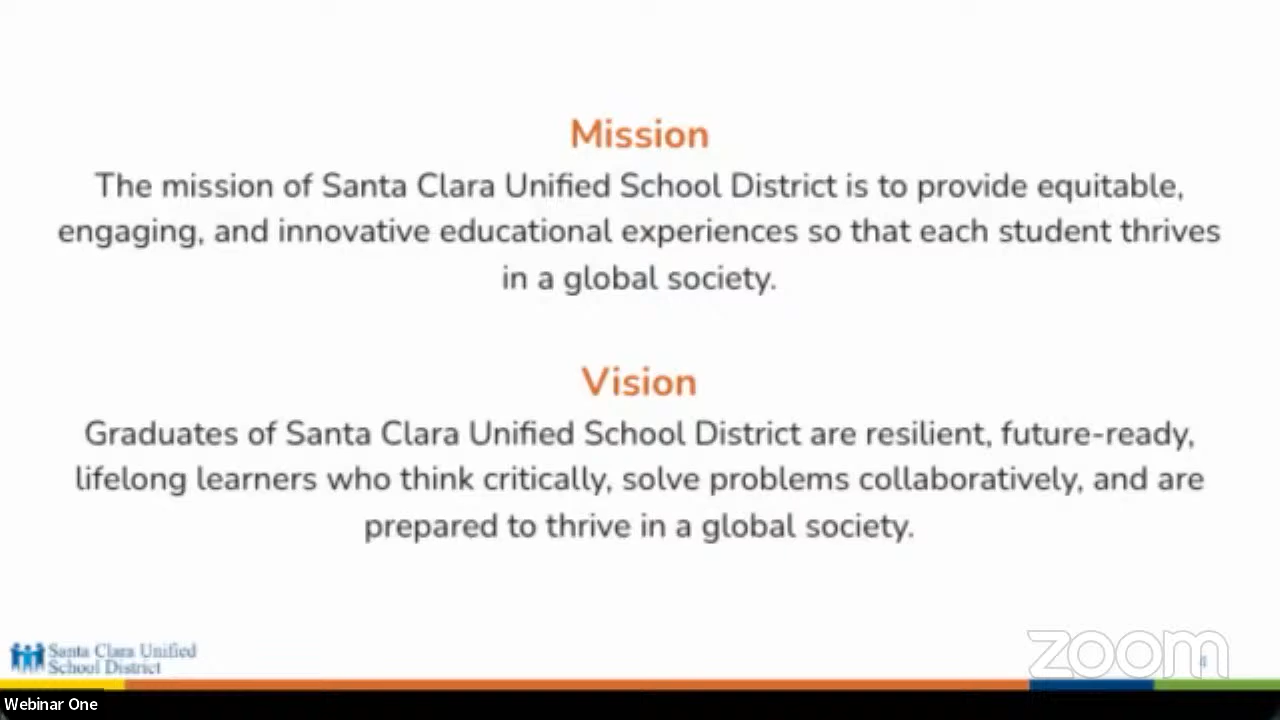 Mission
The mission of Santa Clara Unified School District is to provide equitable,
engaging, and innovative educational experiences so that each student thrives
in a global society.
Vision
Graduates of Santa Clara Unified School District are resilient, future-ready,
lifelong learners who think critically, solve problems collaboratively, and are
prepared to thrive in a global society.
Santa Clara Unified
School District
zoom
4
Webinar One